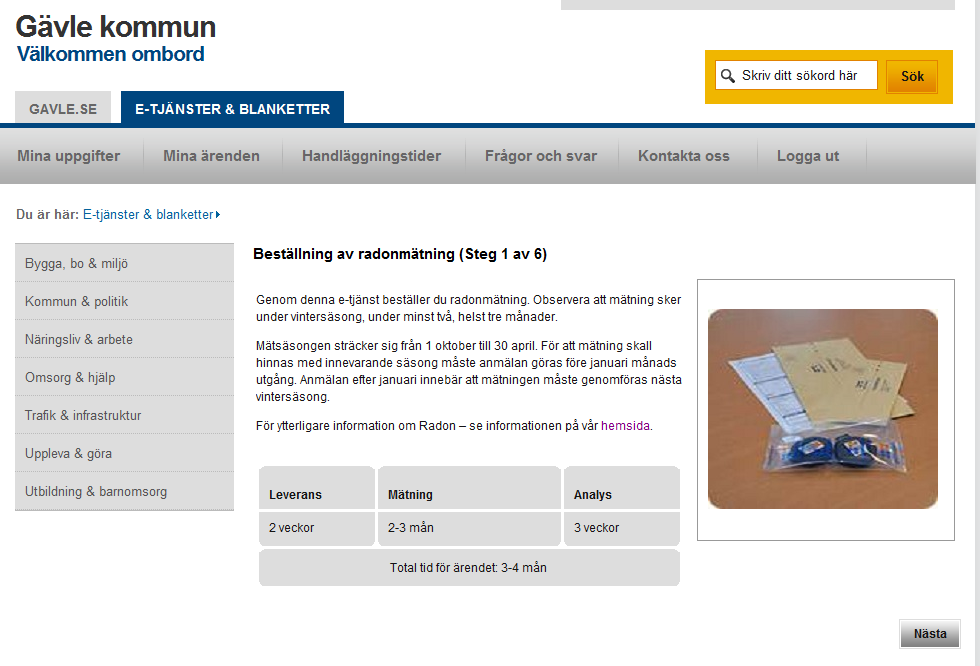 Gävle kommun
Välkommen ombord
Skriv ditt sökord här
Sök
GAVLE.SE
E-TJÄNSTER & BLANKETTER
Mina uppgifter
Mina ärenden
Handläggningstider
Frågor och svar
Kontakta oss
Logga ut
Du är här: E-tjänster & blanketter
Bygga, bo & miljö
Kommun & politik
Näringsliv & arbete
Omsorg & hjälp
Trafik & infrastruktur
Uppleva & göra
Utbildning & barnomsorg
Beställning av radonmätning (Steg 1 av 6)
Genom denna e-tjänst beställer du radonmätning. Observera att mätning sker
under vintersäsong, under minst två, helst tre månader.
Mätsäsongen sträcker sig från 1 oktober till 30 april. För att mätning skall
hinnas med innevarande säsong måste anmälan göras före januari månads
utgång. Anmälan efter januari innebär att mätningen måste genomföras nästa
vintersäsong.
För ytterligare information om Radon – se informationen på vår hemsida.
Leverans
Mätning
Analys
2 veckor
2-3 mån
3 veckor
Total tid för ärendet: 3-4 mån
Nästa